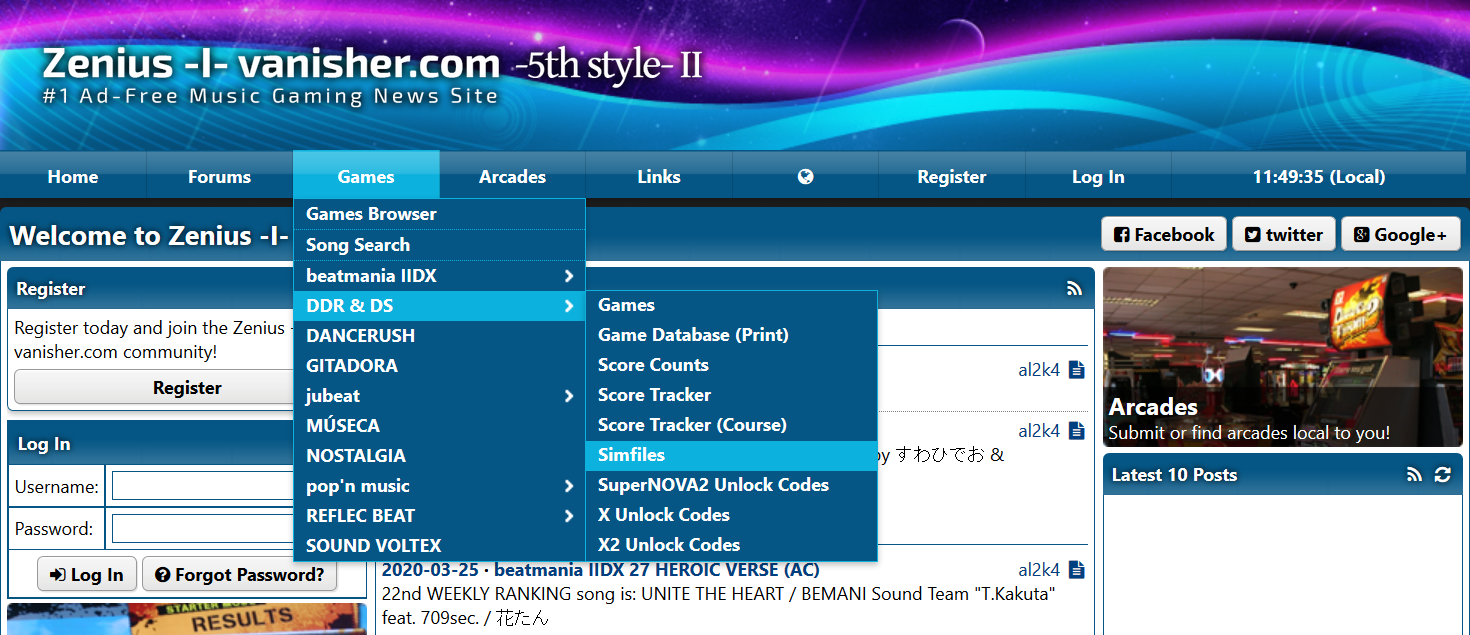 Zenius -I- vanisher.com -5th style- II
#1 Ad-Free Music Gaming News Site
Home Forums Games Arcades Links Register Log In 11:49:35 (Local)
Welcome to Zenius -I-
Facebook twitter Google+
Register
Register today and join the Zenius -
vanisher.com community!
Register
Log In
Username:
Password:
Log In Forgot Password?
STARTER
RESULTS
Games Browser
Song Search
beatmania IIDX
DDR & DS
DANCERUSH
GITADORA
jubeat
MÚSECA
NOSTALGIA
pop'n music
REFLEC BEAT
SOUND VOLTEX
Games
Game Database (Print)
Score Counts
Score Tracker
Score Tracker (Course)
Simfiles
SuperNOVA2 Unlock Codes
X Unlock Codes
X2 Unlock Codes
al2k4
al2k4
by すわひでお &
2020-03-25 · beatmania IIDX 27 HEROIC VERSE (AC) al2k4
22nd WEEKLY RANKING song is: UNITE THE HEART / BEMANI Sound Team "T.Kakuta"
feat. 709sec. / 花たん
Arcades
Submit or find arcades local to you!
Latest 10 Posts